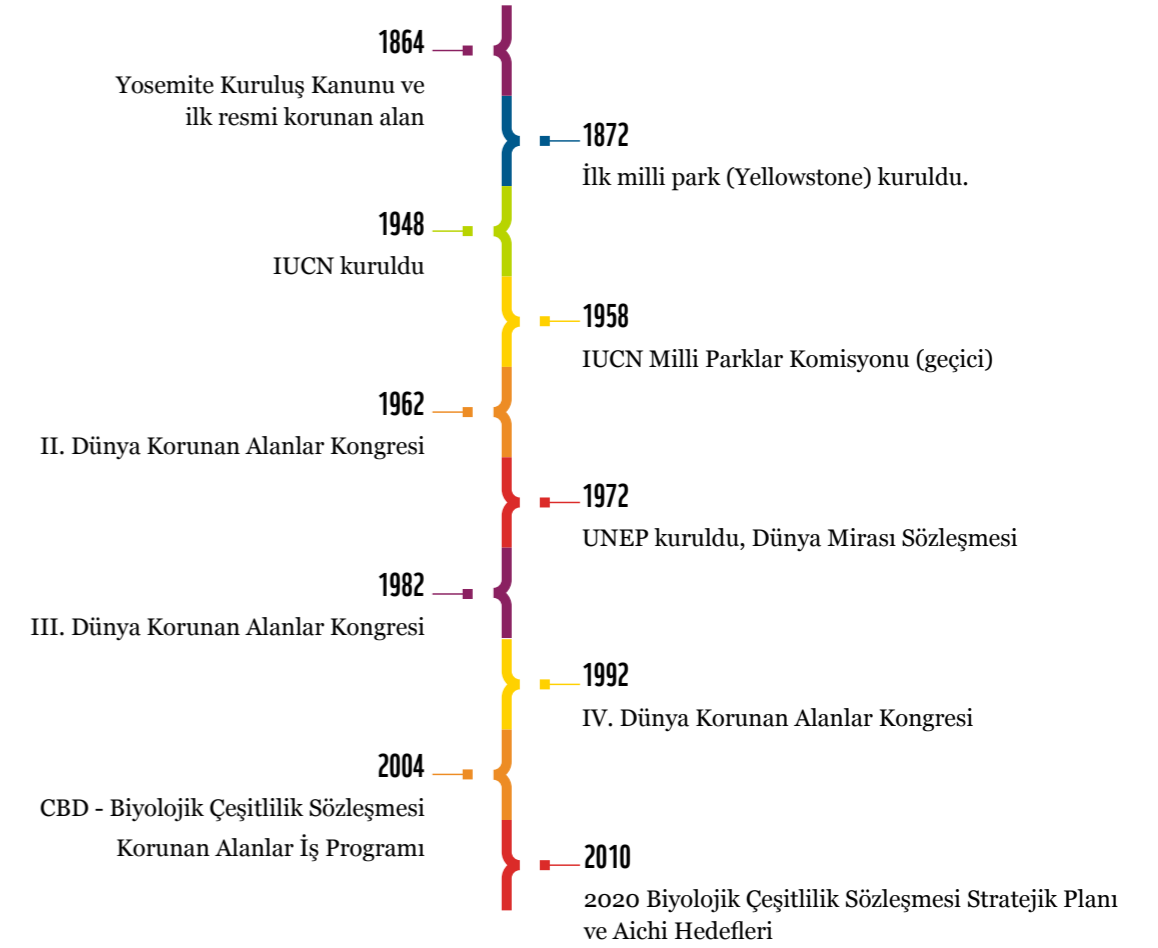 1864
Yosemite Kuruluş Kanunu ve
ilk resmi korunan alan
1872
İlk milli park (Yellowstone) kuruldu.
1948
IUCN kuruldu
1958
IUCN Milli Parklar Komisyonu (geçici)
1962
II. Dünya Korunan Alanlar Kongresi
1972
UNEP kuruldu, Dünya Mirası Sözleşmesi
1982
III. Dünya Korunan Alanlar Kongresi
1992
IV. Dünya Korunan Alanlar Kongresi
2004
CBD - Biyolojik Çeşitlilik Sözleşmesi
Korunan Alanlar İş Programı
2010
2020 Biyolojik Çeşitlilik Sözleşmesi Stratejik Planı
ve Aichi Hedefleri